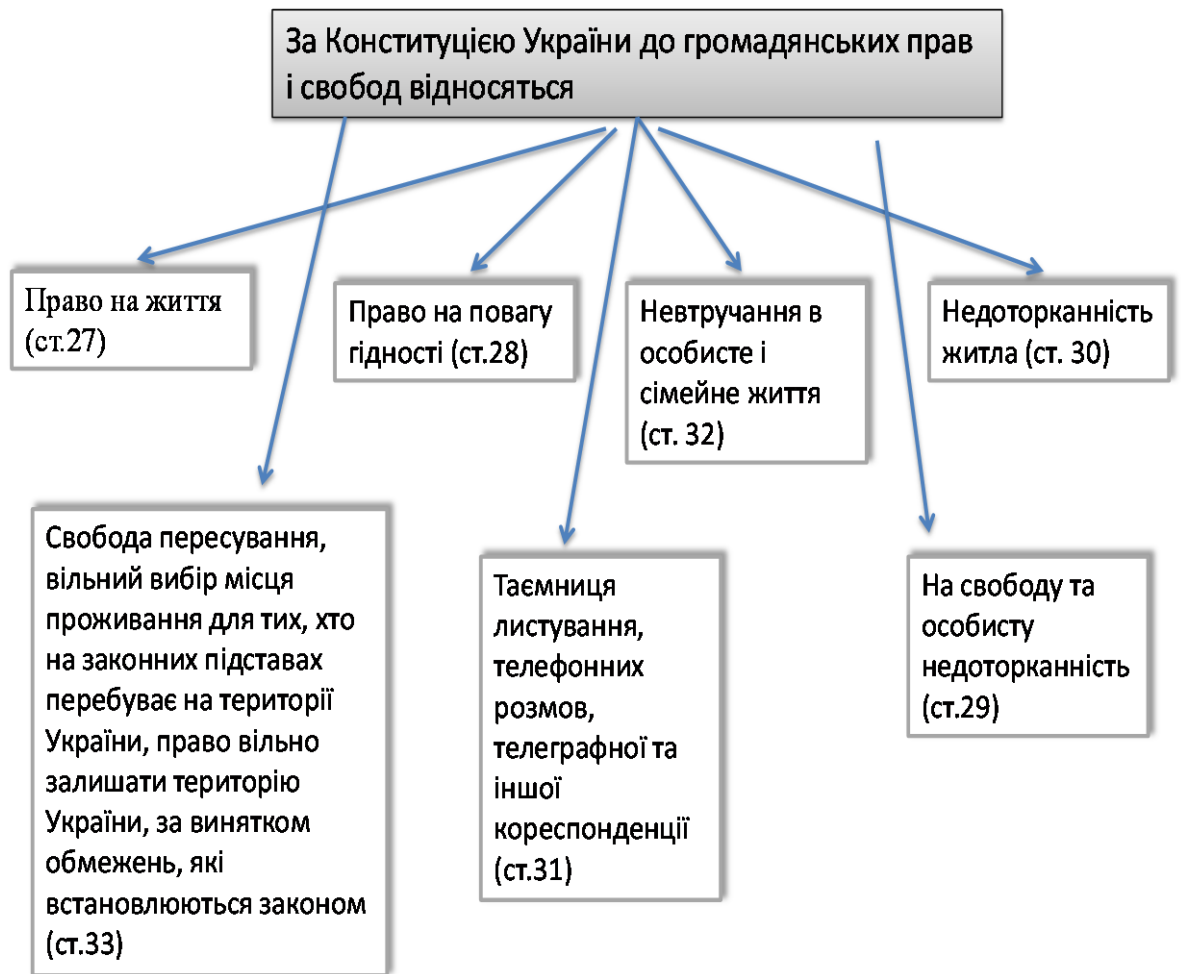 За Конституцією України до громадянських прав
і свобод відносяться
Право на життя
(ст.27)
Право на повагу
гідності (ст.28)
Невтручання в
особисте і
сімейне життя
(ст. 32)
Недоторканність
житла (ст. 30)
Свобода пересування,
вільний вибір місця
проживання для тих, хто
на законних підставах
перебуває на території
України, право вільно
залишати територію
України, за винятком
обмежень, які
встановлюються законом
(ст.33)
Таємниця
листування,
телефонних
розмов,
телеграфної та
іншої
кореспонденції
(ст.31)
На свободу та
особисту
недоторканність
(ст.29)